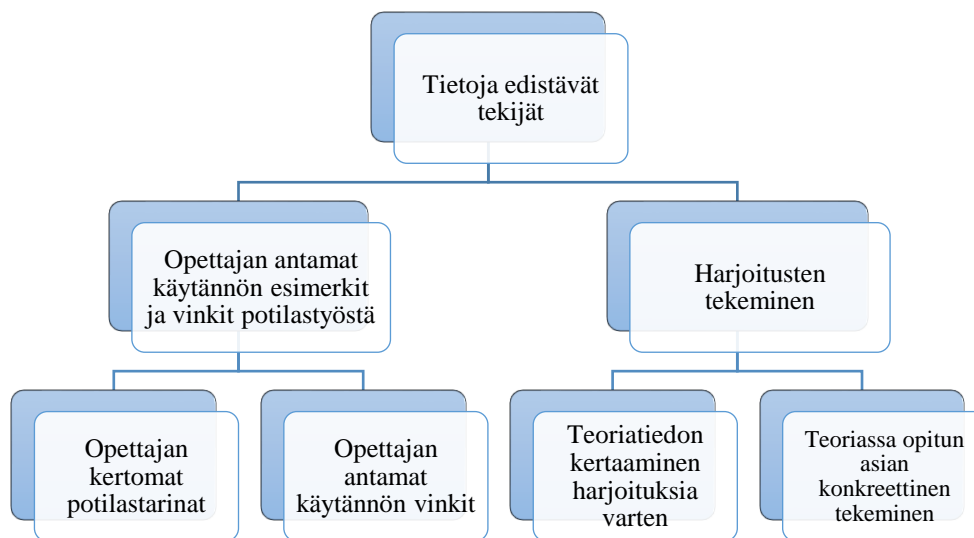 Tietoja edistävät
tekijät
Opettajan antamat
käytännön esimerkit
ja vinkit potilastyöstä
Harjoitusten
tekeminen
Opettajan
kertomat
potilastarinat
Opettajan
antamat
käytännön vinkit
Teoriatiedon
kertaaminen
harjoituksia
varten
Teoriassa opitun
asian
konkreettinen
tekeminen